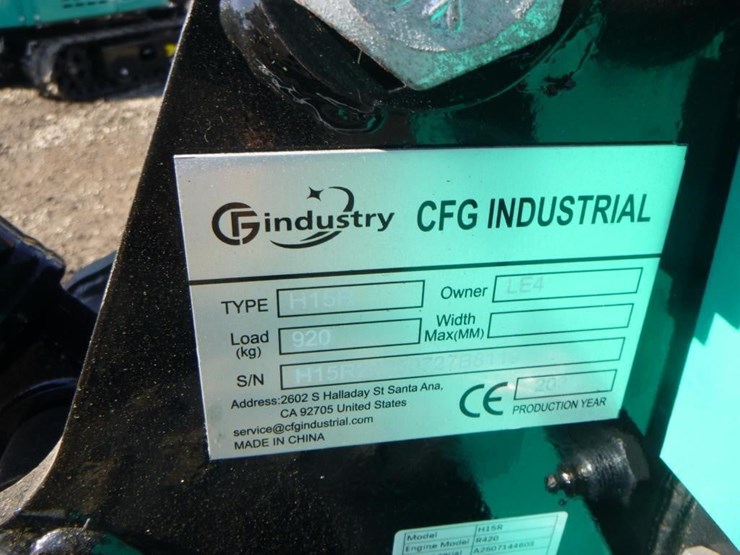 CFindustry CFG INDUSTRIAL
TYPE H15R Owner LE4
Load (kg) 920 Width Max(MM)
S/N
Address:2602 S Halladay St Santa Ana,
CA 92705 United States
service@cfgindustrial.com
MADE IN CHINA
CE
PRODUCTION YEAR
Model H15R
Engine Model R420